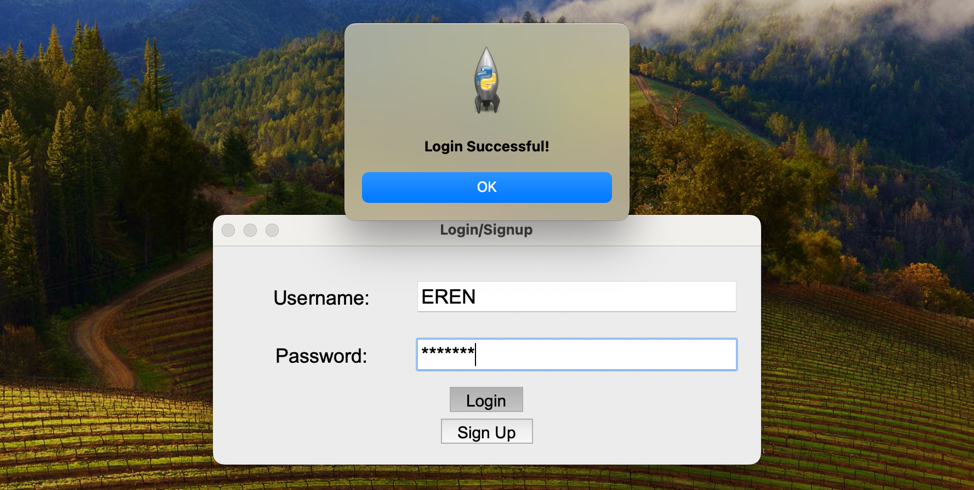 Login Successful!
OK
Login/Signup
Username: EREN
Password: *******
Login
Sign Up